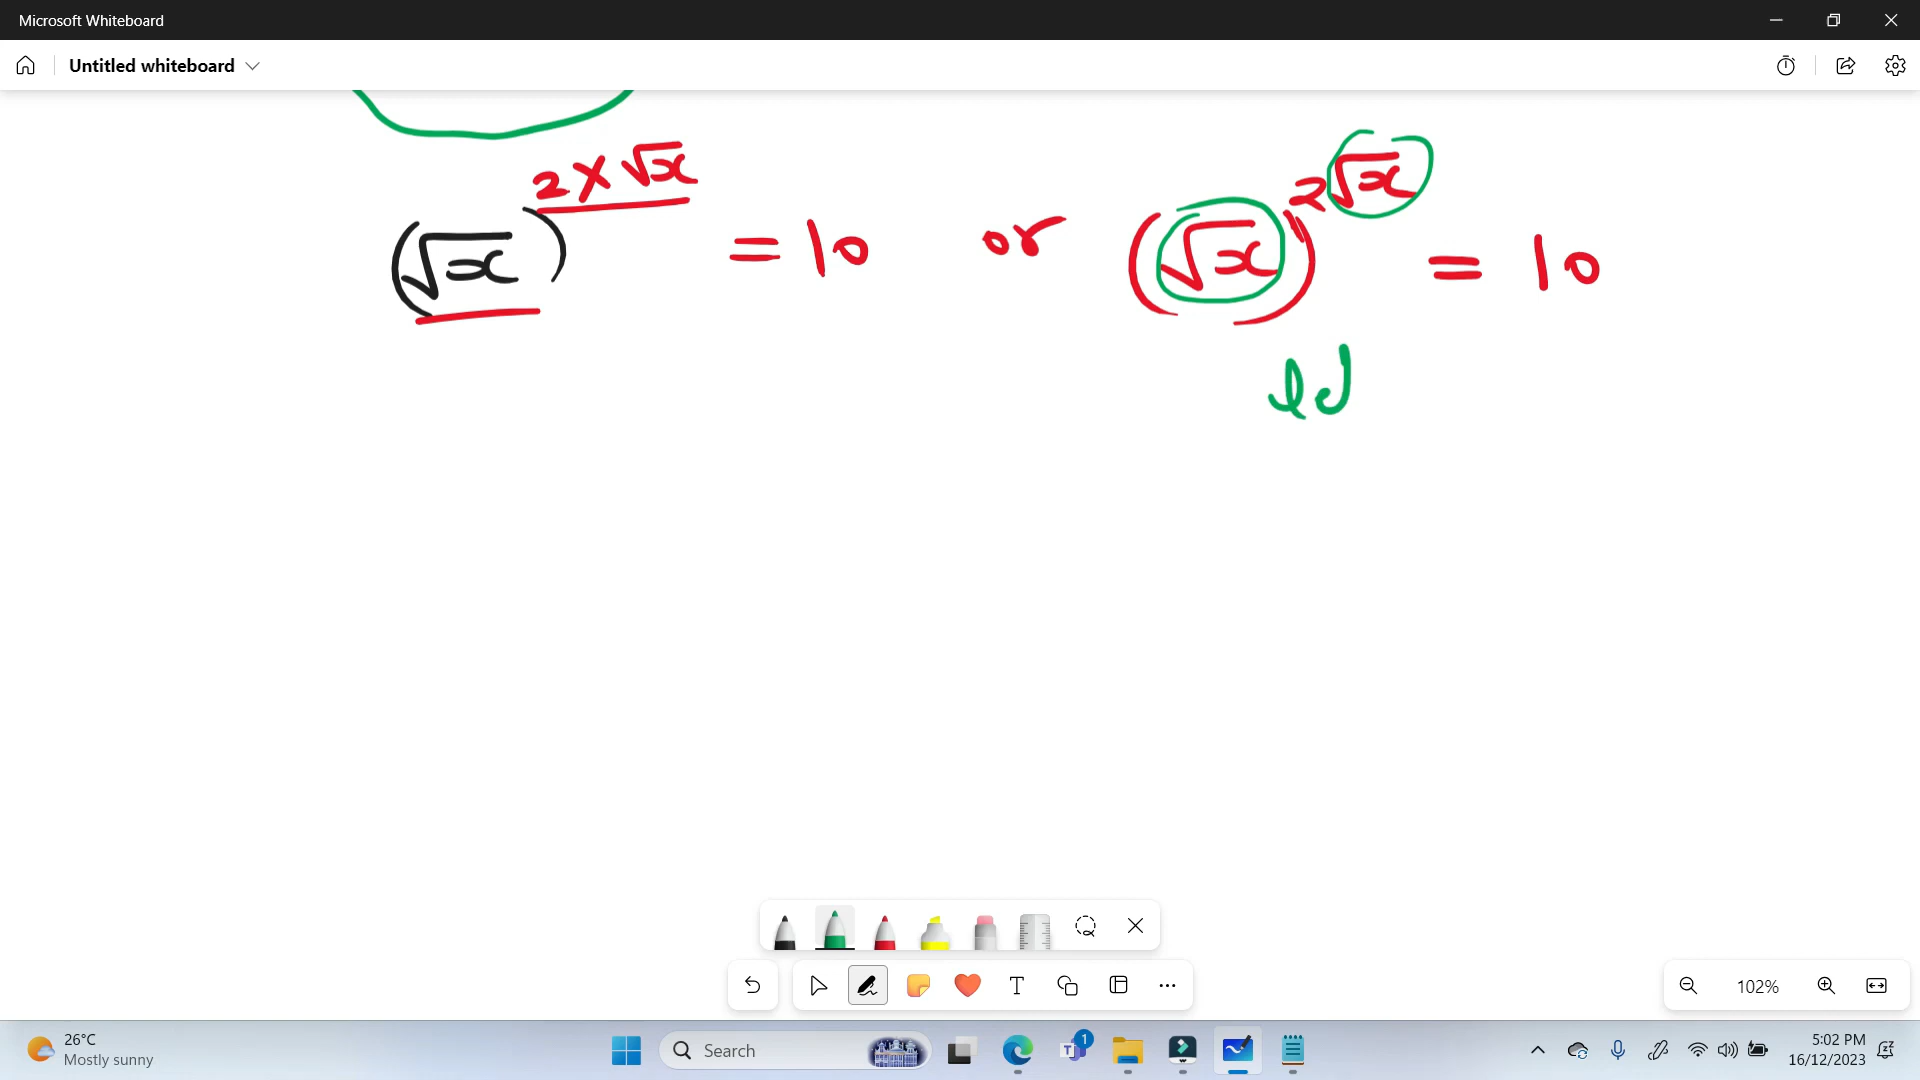 Microsoft Whiteboard
Untitled whiteboard
(√x)^(2×√x) = 10 or (√x)^(2√x) = 10
102%
26°C
Mostly sunny
Search
1
5:02 PM
16/12/2023